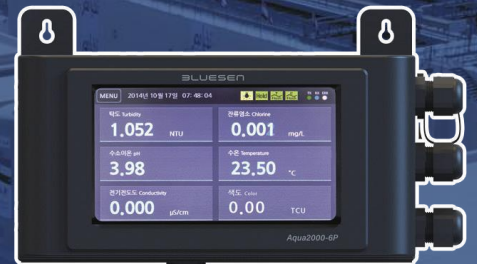 BLUESEN
MENU 2014년 10월 17일 07:48:04
탁도 Turbidity 잔류염소 Chlorine
1.052 NTU 0.001 mg/L
수소이온 pH 수온 Temperature
3.98 23.50 °C
전기전도도 Conductivity 색도 Color
0.000 µS/cm 0.00 TCU
Aqua2000-6P